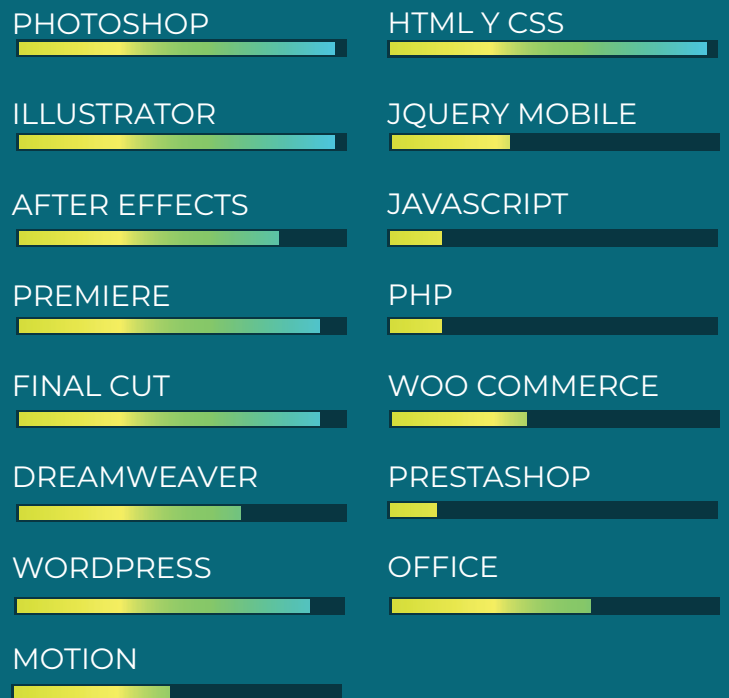 PHOTOSHOP
ILLUSTRATOR
AFTER EFFECTS
PREMIERE
FINAL CUT
DREAMWEAVER
WORDPRESS
MOTION
HTML Y CSS
JQUERY MOBILE
JAVASCRIPT
PHP
WOO COMMERCE
PRESTASHOP
OFFICE